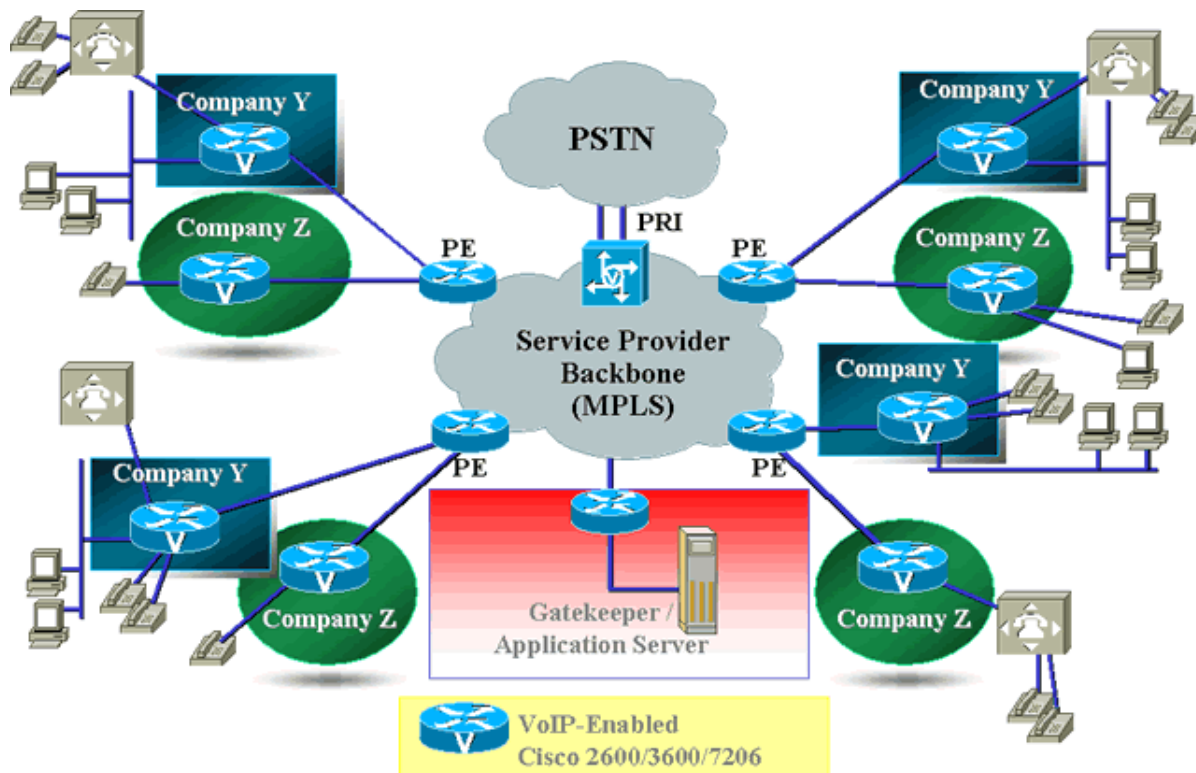 Company Y
V
Company Z
V
PSTN
PRI
PE
PE
V
Company Y
V
Company Z
V
Service Provider
Backbone
(MPLS)
Company Y
V
PE
PE
Company Y
V
V
Company Z
Gatekeeper /
Application Server
V
Company Z
V
VoIP-Enabled
Cisco 2600/3600/7206